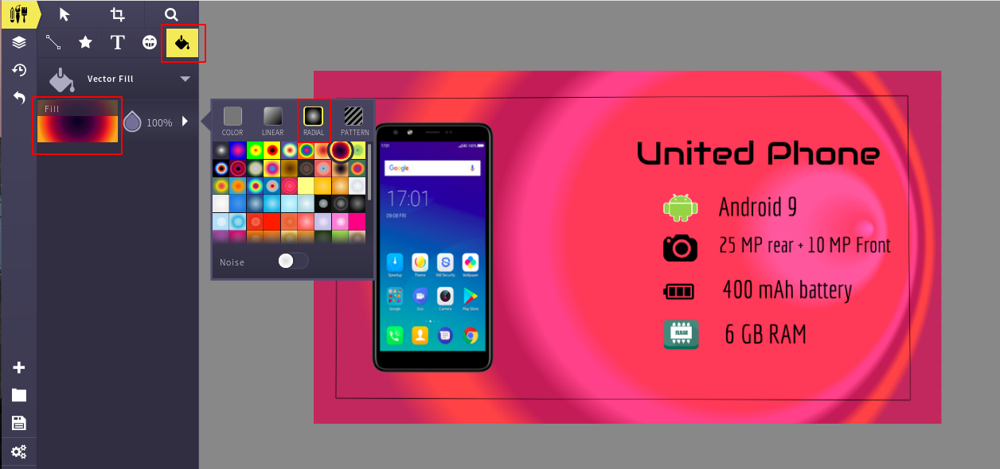 T
Vector Fill
Fill
100%
COLOR
LINEAR
RADIAL
PATTERN
Noise
17:01
100%
Google
17:01
09-08 FRI
Speedup
Theme
Security
Wallpaper
Google
Duo
Camera
Play Store
United Phone
Android 9
25 MP rear + 10 MP Front
400 mAh battery
RAM
6 GB RAM